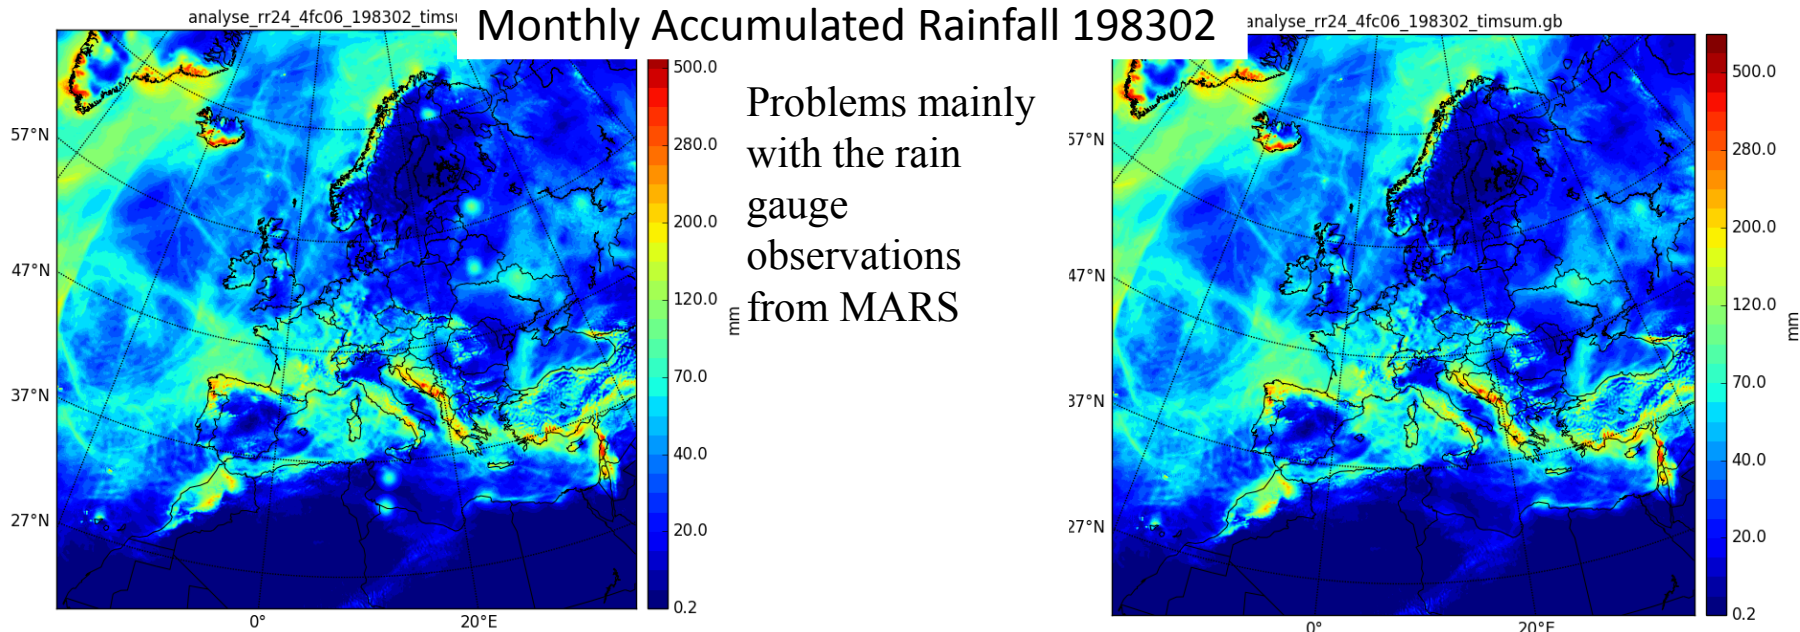 Monthly Accumulated Rainfall 198302
analyse_rr24_4fc06_198302_timsu
57°N
47°N
37°N
27°N
0°
20°E
500.0
280.0
200.0
120.0
70.0
40.0
20.0
0.2
mm
Problems mainly
with the rain
gauge
observations
from MARS
analyse_rr24_4fc06_198302_timsum.gb
57°N
47°N
37°N
27°N
0°
20°E
500.0
280.0
200.0
120.0
70.0
40.0
20.0
0.2
mm